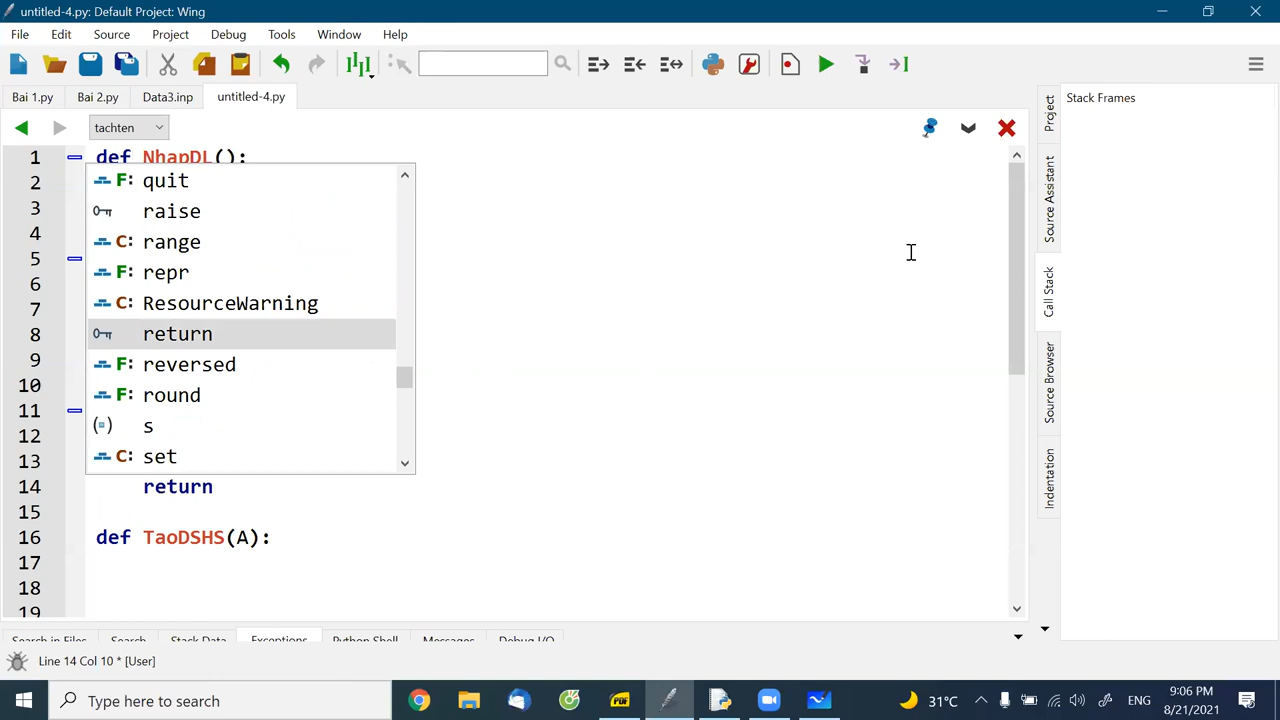 untitled-4.py: Default Project: Wing
File Edit Source Project Debug Tools Window Help
Bai 1.py Bai 2.py Data3.inp untitled-4.py
tachten
Stack Frames
Project
Source Assistant
Call Stack
Source Browser
Indentation
1 def NhapDL():
2
3
4
5
6
7
8
9
10
11
12
13
14 return
15
16 def TaoDSHS(A):
17
18
19
F: quit
raise
C: range
F: repr
C: ResourceWarning
return
F: reversed
F: round
s
C: set
Search in Files Search Stack Data Exceptions Python Shell Messages Debug I/O
Line 14 Col 10 * [User]
Type here to search
PDF
31°C
ENG
9:06 PM
8/21/2021